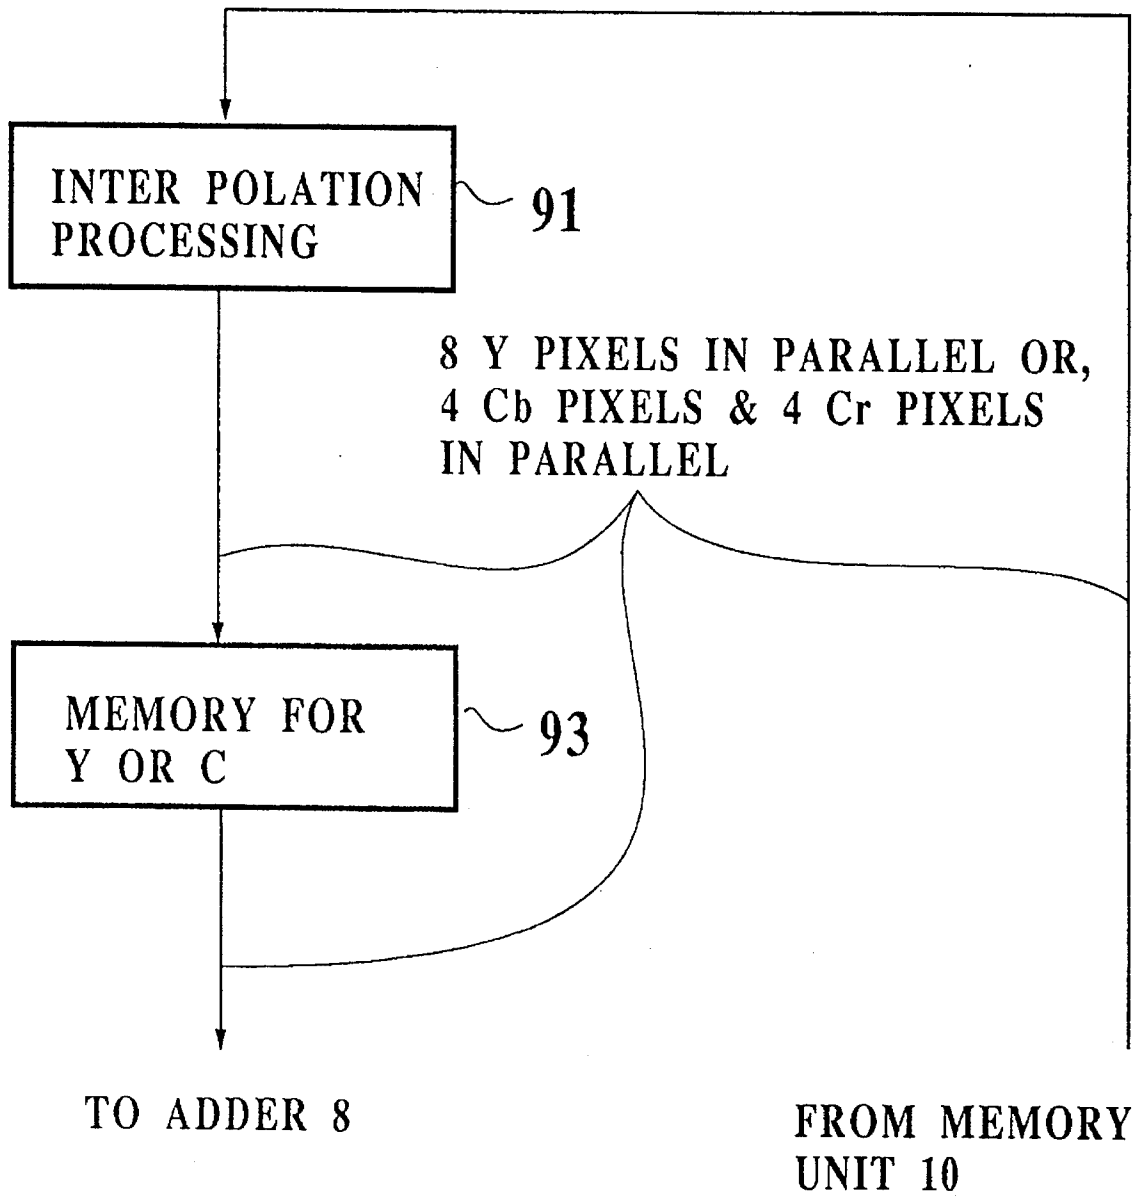 INTER POLATION
PROCESSING
91
8 Y PIXELS IN PARALLEL OR,
4 Cb PIXELS & 4 Cr PIXELS
IN PARALLEL
MEMORY FOR
Y OR C
93
TO ADDER 8
FROM MEMORY
UNIT 10